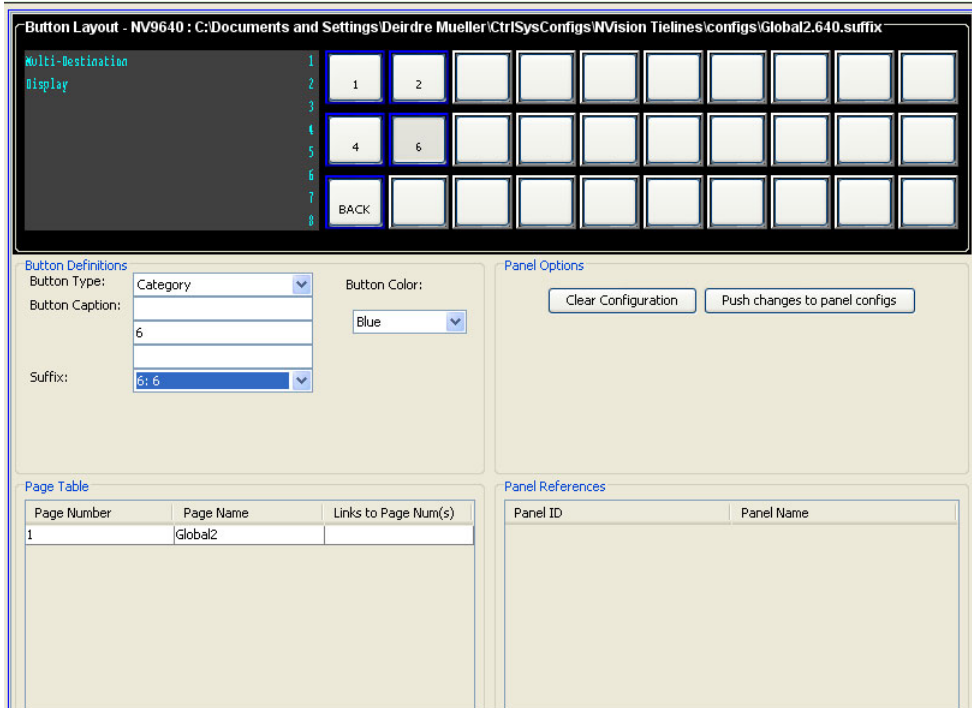 Button Layout - NV9640 : C:\Documents and Settings\Deirdre Mueller\CtrlSysConfigs\NVision Tielines\configs\Global2.640.suffix
Multi-Destination 1
Display 2
3
4
5
6
7
8
1 2
4 6
BACK
Button Definitions
Button Type: Category
Button Caption:
6
Suffix: 6: 6
Button Color:
Blue
Panel Options
Clear Configuration Push changes to panel configs
Page Table
Page Number Page Name Links to Page Num(s)
1 Global2
Panel References
Panel ID Panel Name